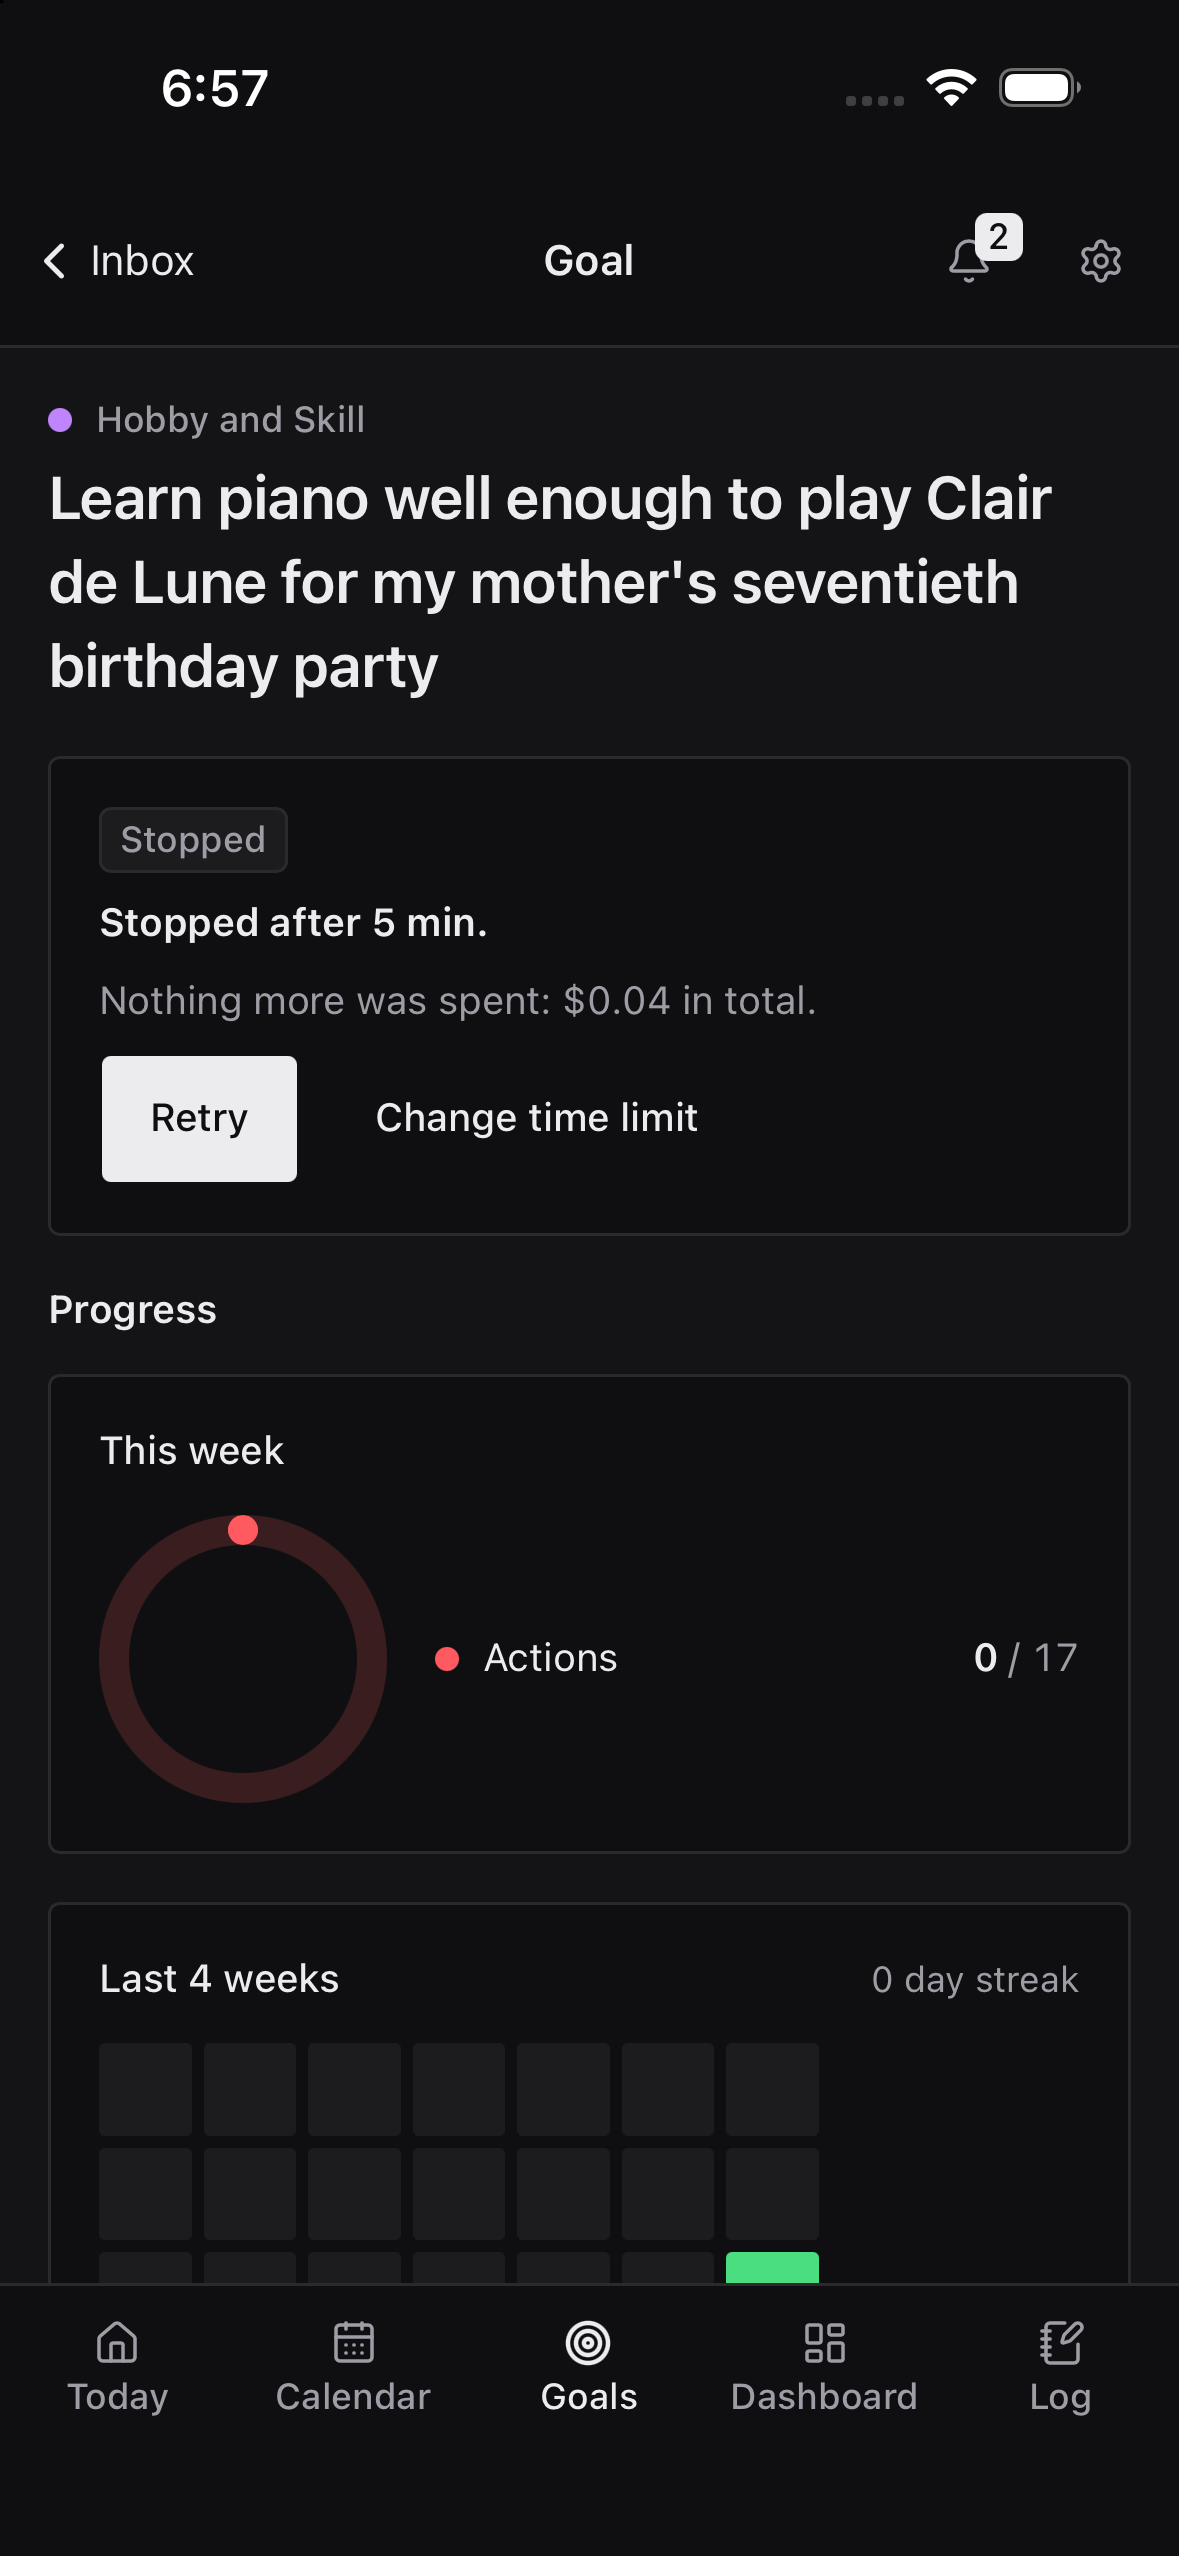 6:57
Inbox
Goal
2
Hobby and Skill
Learn piano well enough to play Clair
de Lune for my mother's seventieth
birthday party
Stopped
Stopped after 5 min.
Nothing more was spent: $0.04 in total.
Retry
Change time limit
Progress
This week
Actions
0 / 17
Last 4 weeks
0 day streak
Today
Calendar
Goals
Dashboard
Log